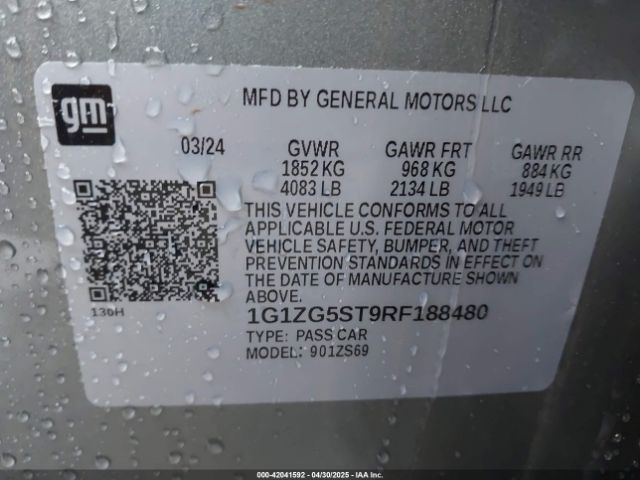 gm
MFD BY GENERAL MOTORS LLC
03/24 GVWR GAWR FRT GAWR RR
1852 KG 968 KG 884 KG
4083 LB 2134 LB 1949 LB
THIS VEHICLE CONFORMS TO ALL
APPLICABLE U.S. FEDERAL MOTOR
VEHICLE SAFETY, BUMPER, AND THEFT
PREVENTION STANDARDS IN EFFECT ON
THE DATE OF MANUFACTURE SHOWN
ABOVE.
1G1ZG5ST9RF188480
TYPE: PASS CAR
MODEL: 901ZS69
000-42041592 - 04/30/2025 - IAA Inc.